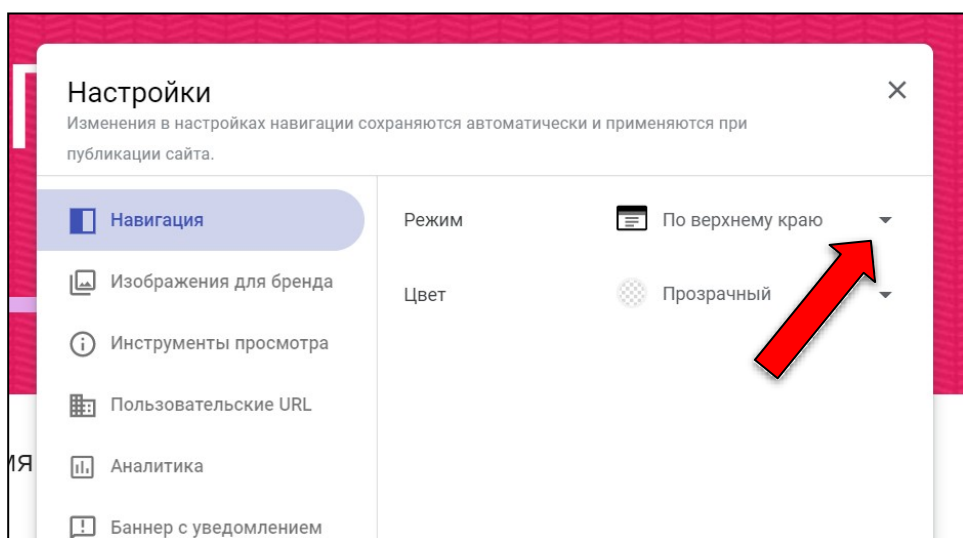 Настройки
Изменения в настройках навигации сохраняются автоматически и применяются при
публикации сайта.
Навигация
Режим
По верхнему краю
Изображения для бренда
Цвет
Прозрачный
Инструменты просмотра
Пользовательские URL
Аналитика
Баннер с уведомлением